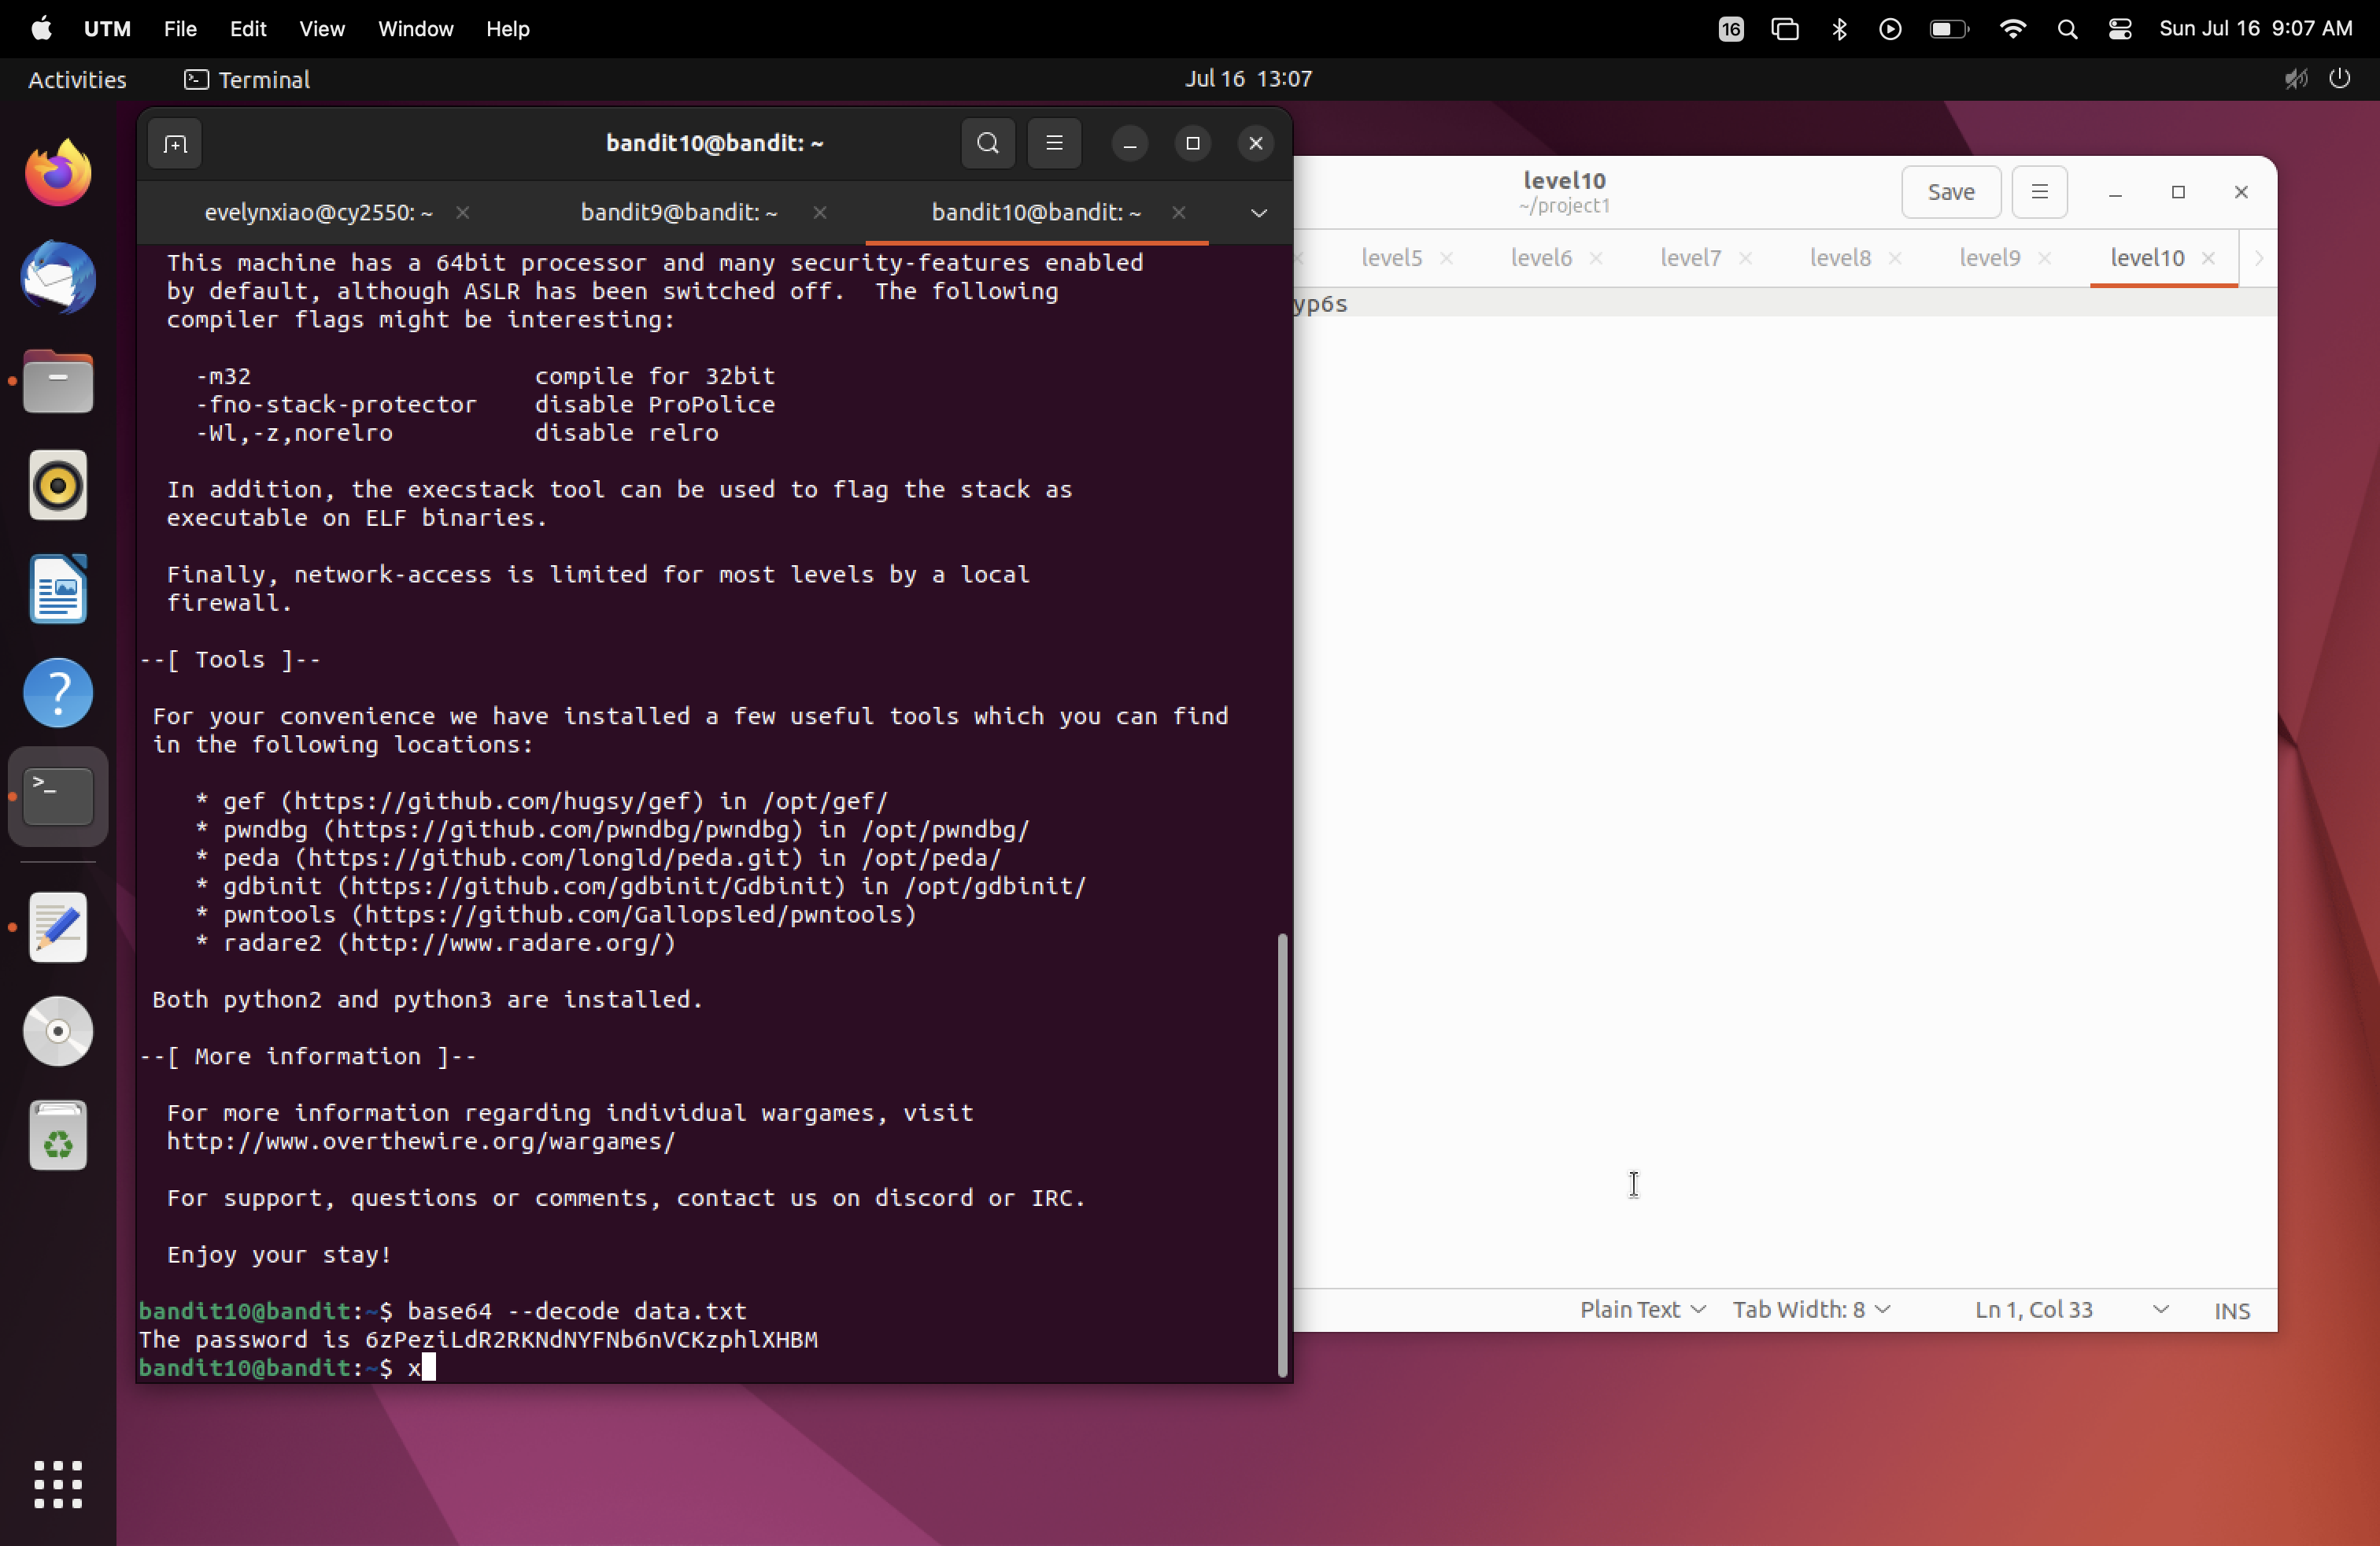 UTM File Edit View Window Help 16 Sun Jul 16 9:07 AM
Activities Terminal Jul 16 13:07
bandit10@bandit: ~
evelynxiao@cy2550: ~ bandit9@bandit: ~ bandit10@bandit: ~
This machine has a 64bit processor and many security-features enabled
by default, although ASLR has been switched off. The following
compiler flags might be interesting:
-m32 compile for 32bit
-fno-stack-protector disable ProPolice
-Wl,-z,norelro disable relro
In addition, the execstack tool can be used to flag the stack as
executable on ELF binaries.
Finally, network-access is limited for most levels by a local
firewall.
--[ Tools ]--
For your convenience we have installed a few useful tools which you can find
in the following locations:
* gef (https://github.com/hugsy/gef) in /opt/gef/
* pwndbg (https://github.com/pwndbg/pwndbg) in /opt/pwndbg/
* peda (https://github.com/longld/peda.git) in /opt/peda/
* gdbinit (https://github.com/gdbinit/Gdbinit) in /opt/gdbinit/
* pwntools (https://github.com/Gallopsled/pwntools)
* radare2 (http://www.radare.org/)
Both python2 and python3 are installed.
--[ More information ]--
For more information regarding individual wargames, visit
http://www.overthewire.org/wargames/
For support, questions or comments, contact us on discord or IRC.
Enjoy your stay!
bandit10@bandit:~$ base64 --decode data.txt
The password is 6zPeziLdR2RKNdNYFNb6nVCKzphlXHBM
bandit10@bandit:~$ x
level10
~/project1
Save
level5 level6 level7 level8 level9 level10
yp6s
Plain Text Tab Width: 8 Ln 1, Col 33 INS